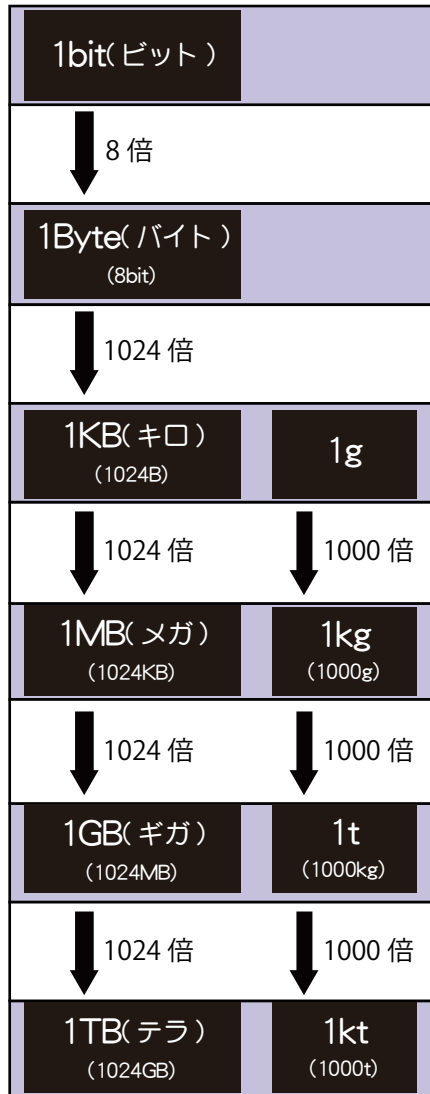 1bit(ビット)
8倍
1Byte(バイト)
(8bit)
1024倍
1KB(キロ)
(1024B)
1g
1024倍
1000倍
1MB(メガ)
(1024KB)
1kg
(1000g)
1024倍
1000倍
1GB(ギガ)
(1024MB)
1t
(1000kg)
1024倍
1000倍
1TB(テラ)
(1024GB)
1kt
(1000t)